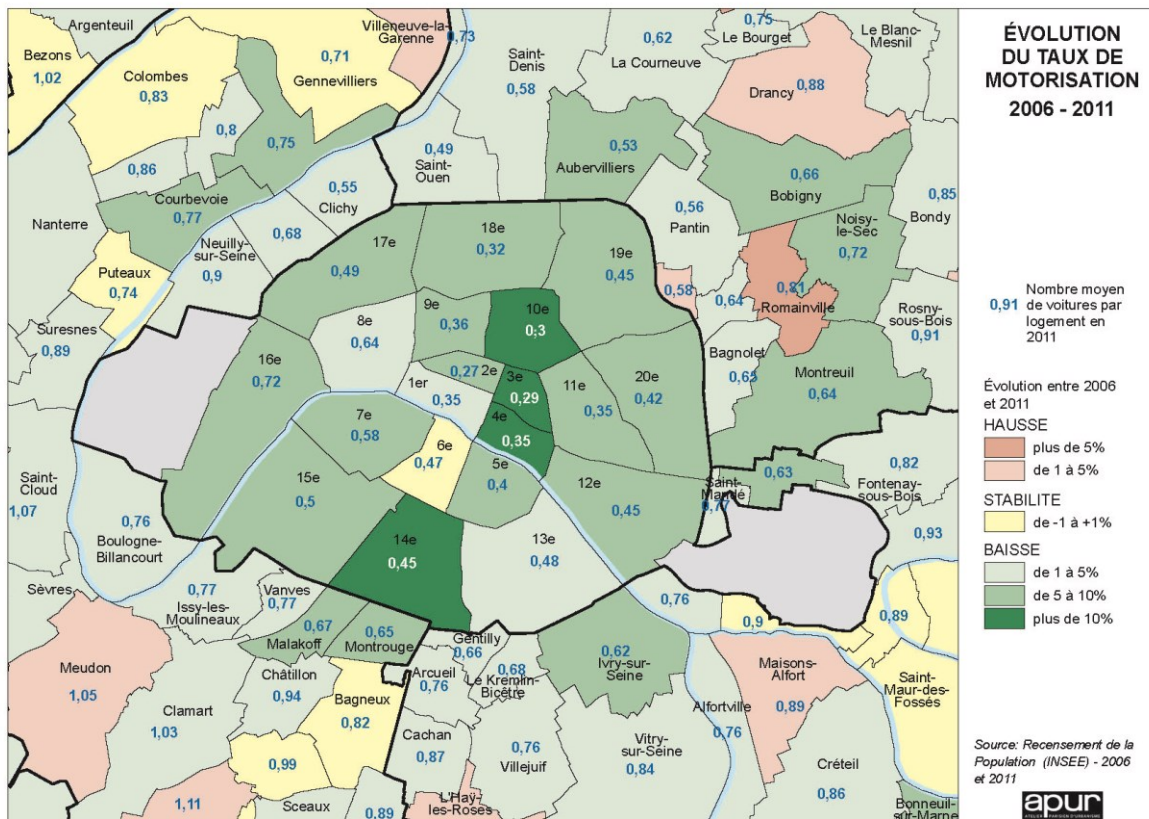 ÉVOLUTION
DU TAUX DE
MOTORISATION
2006 - 2011
0,91
Nombre moyen
de voitures par
logement en
2011
Évolution entre 2006
et 2011
HAUSSE
plus de 5%
de 1 à 5%
STABILITE
de -1 à +1%
BAISSE
de 1 à 5%
de 5 à 10%
plus de 10%
Source: Recensement de la
Population (INSEE) - 2006
et 2011
apur
ATELIER PARISIEN D'URBANISME
Argenteuil
Bezons
1,02
Colombes
0,83
0,71
Gennevilliers
Villeneuve-la-
Garenne
0,73
Saint-
Denis
0,58
0,62
La Courneuve
0,75
Le Bourget
Le Blanc-
Mesnil
0,88
Drancy
0,8
0,75
0,86
Courbevoie
0,77
Nanterre
Neuilly-
sur-Seine
0,9
0,68
0,55
Clichy
0,49
Saint-
Ouen
0,53
Aubervilliers
0,56
Pantin
0,66
Bobigny
Noisy-
le-Sec
0,72
0,85
Bondy
Puteaux
0,74
Suresnes
0,89
17e
0,49
18e
0,32
19e
0,45
0,58
0,64
0,81
Romainville
Rosny-
sous-Bois
0,91
8e
0,64
9e
0,36
10e
0,3
Bagnolet
0,63
Montreuil
0,64
16e
0,72
1er
0,35
0,27
2e
3e
0,29
4e
0,35
11e
0,35
20e
0,42
7e
0,58
6e
0,47
5e
0,4
12e
0,45
15e
0,5
14e
0,45
13e
0,48
Saint-
Mandé
0,77
0,63
0,82
Fontenay-
sous-Bois
0,93
Saint-
Cloud
1,07
0,76
Boulogne-
Billancourt
Sèvres
0,77
Issy-les-
Moulineaux
Vanves
0,77
0,67
Malakoff
0,65
Montrouge
Gentilly
0,66
0,68
Le Kremlin-
Bicêtre
0,62
Ivry-sur-
Seine
0,76
0,9
0,89
Meudon
1,05
Châtillon
0,94
Bagneux
0,82
Arcueil
0,76
Maisons-
Alfort
0,89
Saint-
Maur-des-
Fossés
Clamart
1,03
Cachan
0,87
0,76
Villejuif
Vitry-
sur-Seine
0,84
Alfortville
0,76
Créteil
0,86
0,99
1,11
Sceaux
0,89
L'Haÿ-
les-Roses
Bonneuil-
sur-Marne